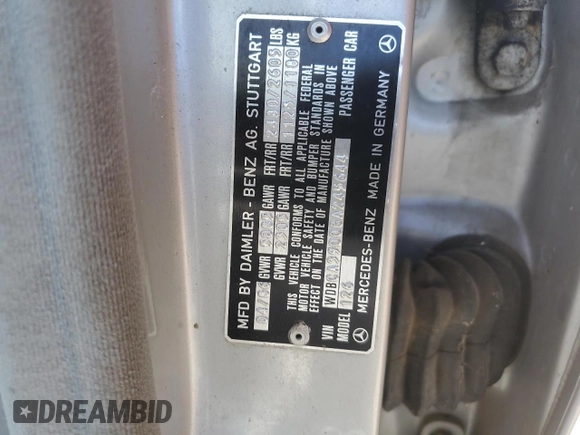 MFD BY DAIMLER - BENZ AG. STUTTGART
GVWR GAWR FRT/RR LBS
GVWR GAWR FRT/RR KG
THIS VEHICLE CONFORMS TO ALL APPLICABLE FEDERAL
MOTOR VEHICLE SAFETY AND BUMPER STANDARDS IN
EFFECT ON THE DATE OF MANUFACTURE SHOWN ABOVE
VIN PASSENGER CAR
MODEL 126
MERCEDES-BENZ MADE IN GERMANY
DREAMBID